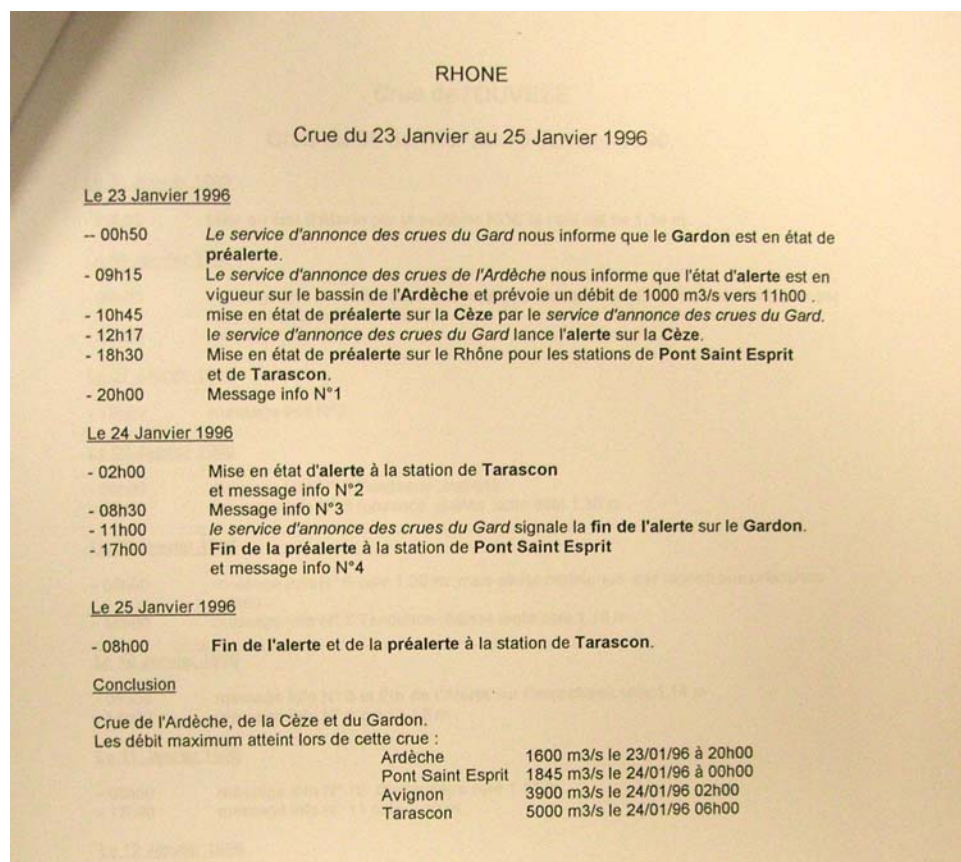 RHONE
Crue du 23 Janvier au 25 Janvier 1996
Le 23 Janvier 1996
-- 00h50 Le service d'annonce des crues du Gard nous informe que le Gardon est en état de
préalerte.
- 09h15 Le service d'annonce des crues de l'Ardèche nous informe que l'état d'alerte est en
vigueur sur le bassin de l'Ardèche et prévoie un débit de 1000 m3/s vers 11h00 .
- 10h45 mise en état de préalerte sur la Cèze par le service d'annonce des crues du Gard.
- 12h17 le service d'annonce des crues du Gard lance l'alerte sur la Cèze.
- 18h30 Mise en état de préalerte sur le Rhône pour les stations de Pont Saint Esprit
et de Tarascon.
- 20h00 Message info N°1
Le 24 Janvier 1996
- 02h00 Mise en état d'alerte à la station de Tarascon
et message info N°2
- 08h30 Message info N°3
- 11h00 le service d'annonce des crues du Gard signale la fin de l'alerte sur le Gardon.
- 17h00 Fin de la préalerte à la station de Pont Saint Esprit
et message info N°4
Le 25 Janvier 1996
- 08h00 Fin de l'alerte et de la préalerte à la station de Tarascon.
Conclusion
Crue de l'Ardèche, de la Cèze et du Gardon.
Les débit maximum atteint lors de cette crue :
Ardèche 1600 m3/s le 23/01/96 à 20h00
Pont Saint Esprit 1845 m3/s le 24/01/96 à 00h00
Avignon 3900 m3/s le 24/01/96 02h00
Tarascon 5000 m3/s le 24/01/96 06h00